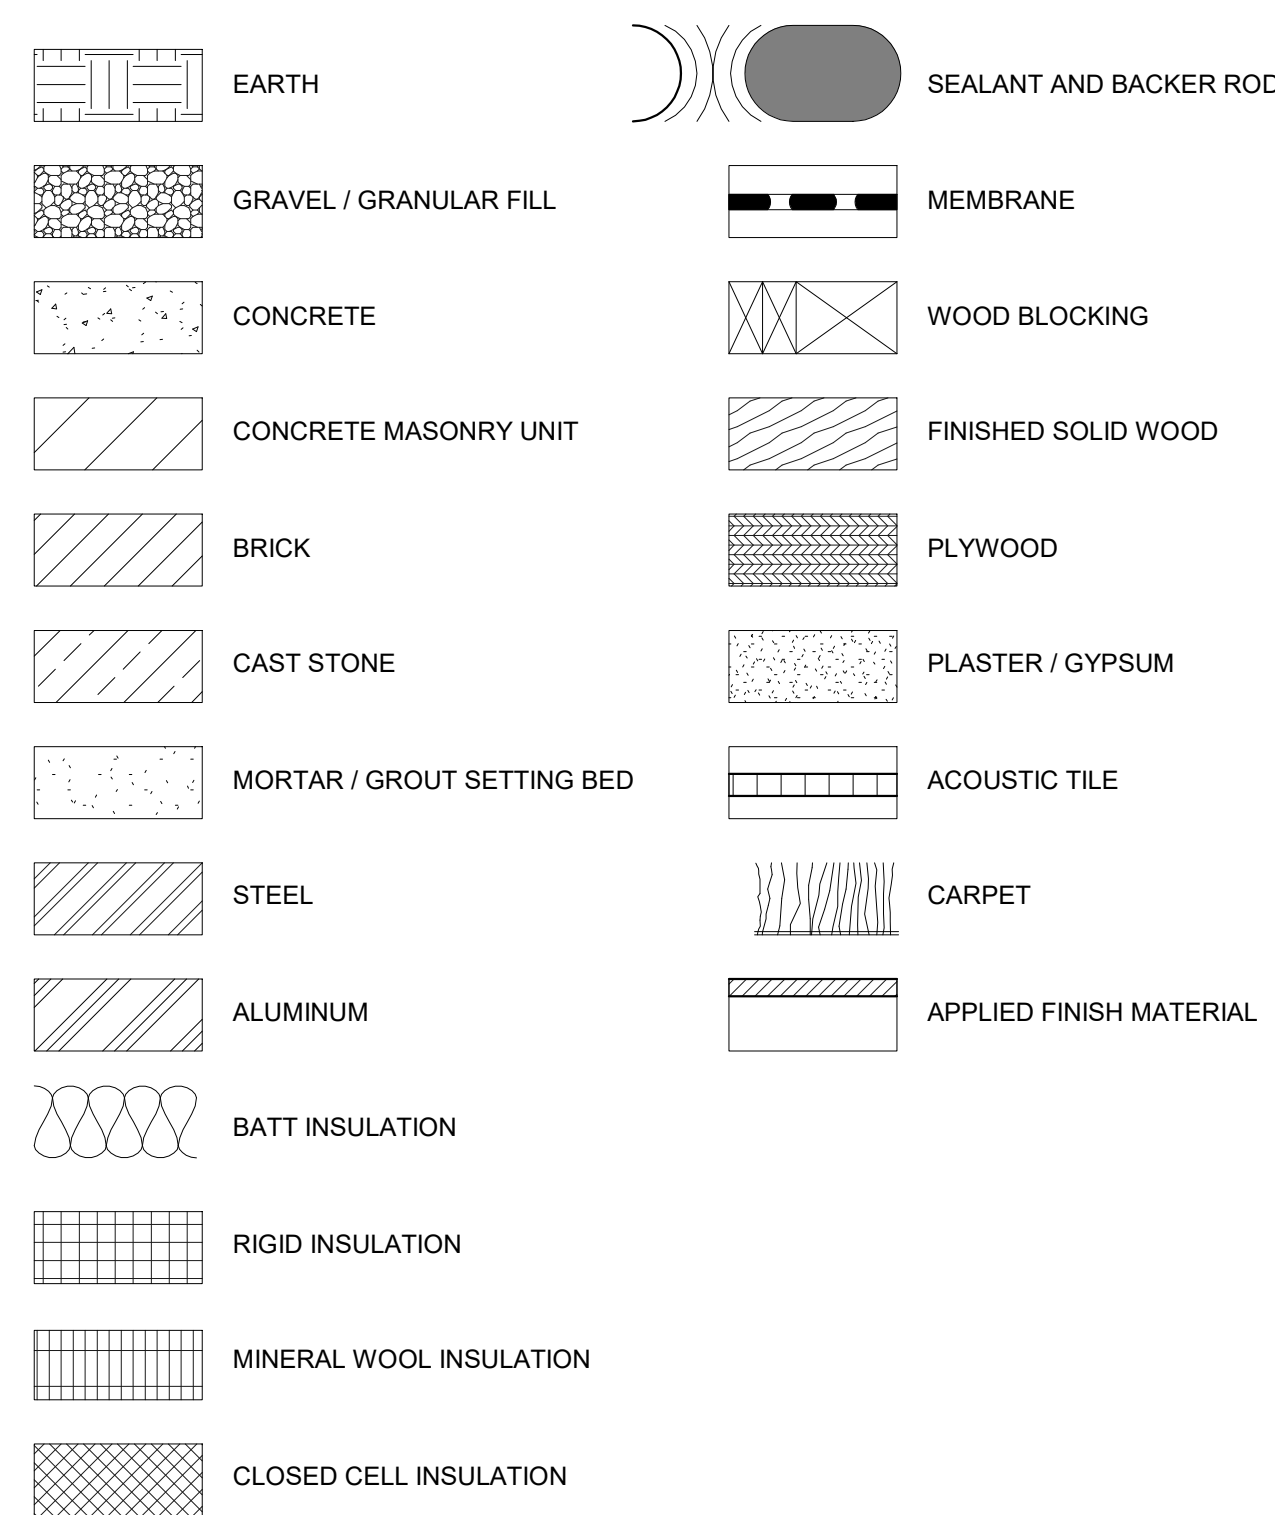 EARTH
GRAVEL / GRANULAR FILL
CONCRETE
CONCRETE MASONRY UNIT
BRICK
CAST STONE
MORTAR / GROUT SETTING BED
STEEL
ALUMINUM
BATT INSULATION
RIGID INSULATION
MINERAL WOOL INSULATION
CLOSED CELL INSULATION
SEALANT AND BACKER ROD
MEMBRANE
WOOD BLOCKING
FINISHED SOLID WOOD
PLYWOOD
PLASTER / GYPSUM
ACOUSTIC TILE
CARPET
APPLIED FINISH MATERIAL